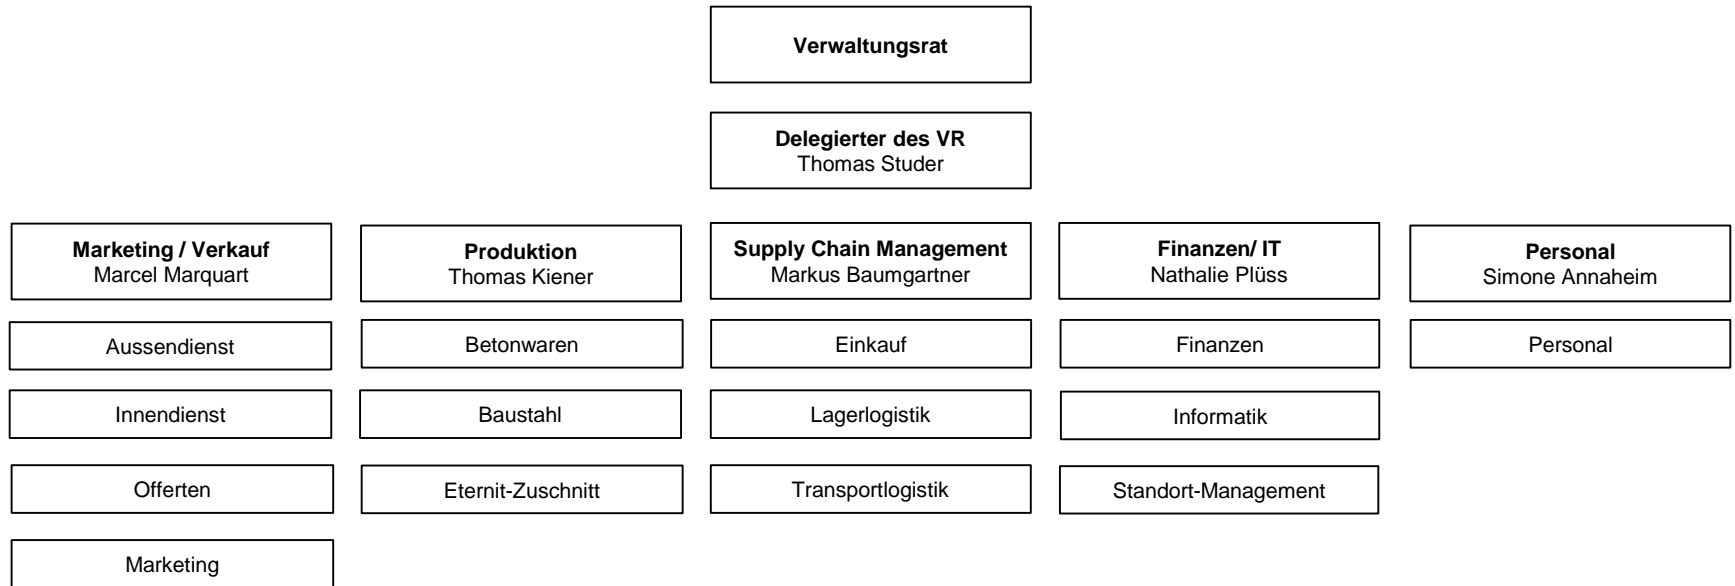 Verwaltungsrat
Delegierter des VR
Thomas Studer
Marketing / Verkauf
Marcel Marquart
Produktion
Thomas Kiener
Supply Chain Management
Markus Baumgartner
Finanzen/ IT
Nathalie Plüss
Personal
Simone Annaheim
Aussendienst
Betonwaren
Einkauf
Finanzen
Personal
Innendienst
Baustahl
Lagerlogistik
Informatik
Offerten
Eternit-Zuschnitt
Transportlogistik
Standort-Management
Marketing